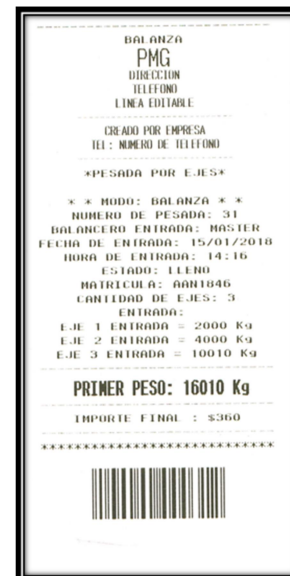 BALANZA
PMG
DIRECCION
TELEFONO
LINEA EDITABLE
CREADO POR EMPRESA
TEL: NUMERO DE TELEFONO
*PESADA POR EJES*
* * MODO: BALANZA * *
NUMERO DE PESADA: 31
BALANCERO ENTRADA: MASTER
FECHA DE ENTRADA: 15/01/2018
HORA DE ENTRADA: 14:16
ESTADO: LLENO
MATRICULA: AAN1846
CANTIDAD DE EJES: 3
ENTRADA:
EJE 1 ENTRADA = 2000 Kg
EJE 2 ENTRADA = 4000 Kg
EJE 3 ENTRADA = 10010 Kg
PRIMER PESO: 16010 Kg
IMPORTE FINAL : $360
****************************